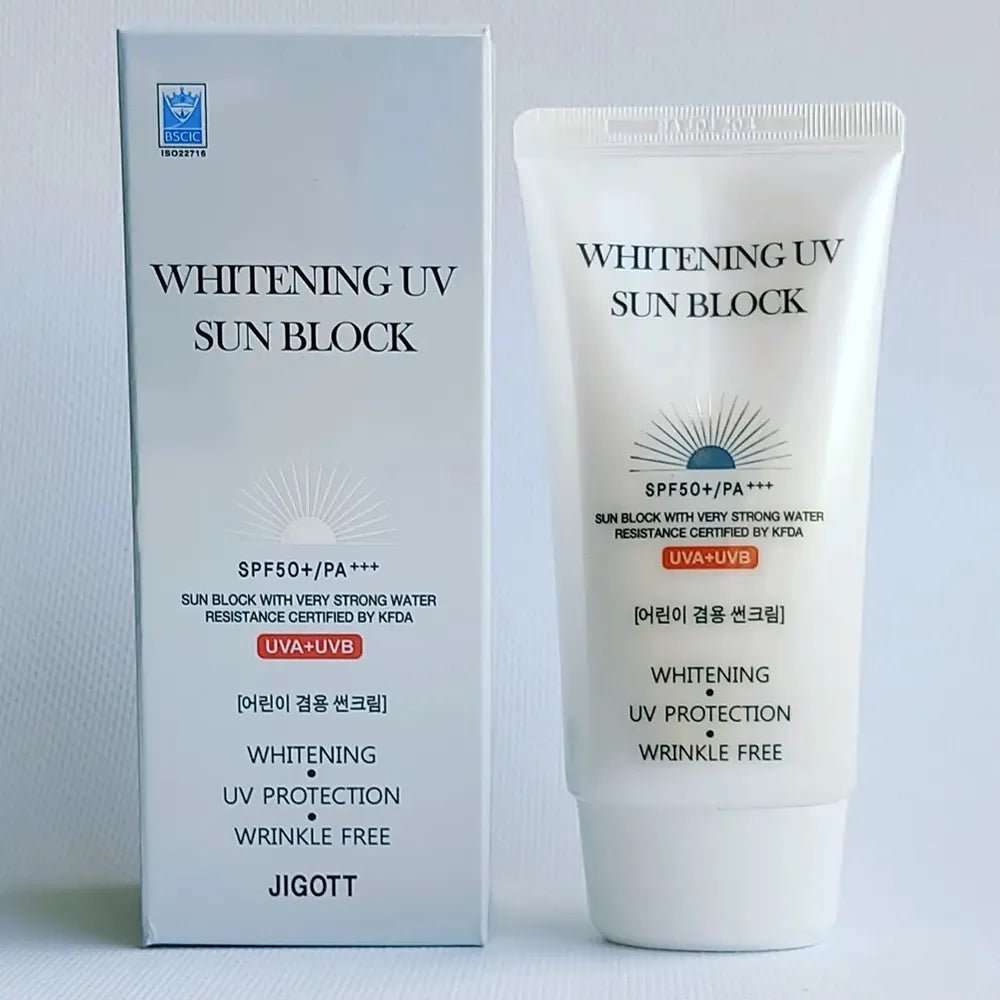 BSCIC
ISO22716
WHITENING UV
SUN BLOCK
SPF50+/PA+++
SUN BLOCK WITH VERY STRONG WATER
RESISTANCE CERTIFIED BY KFDA
UVA+UVB
[어린이 겸용 썬크림]
WHITENING
•
UV PROTECTION
•
WRINKLE FREE
JIGOTT
WHITENING UV
SUN BLOCK
SPF50+/PA+++
SUN BLOCK WITH VERY STRONG WATER
RESISTANCE CERTIFIED BY KFDA
UVA+UVB
[어린이 겸용 썬크림]
WHITENING
•
UV PROTECTION
•
WRINKLE FREE